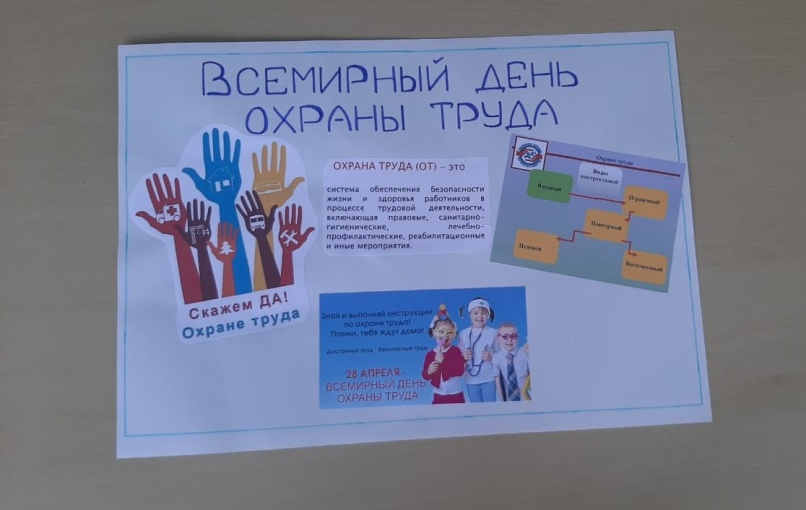 ВСЕМИРНЫЙ ДЕНЬ
ОХРАНЫ ТРУДА
Скажем ДА!
Охране труда
ОХРАНА ТРУДА (ОТ) – это
система обеспечения безопасности
жизни и здоровья работников в
процессе трудовой деятельности,
включающая правовые, санитарно-
гигиенические, лечебно-
профилактические, реабилитационные
и иные мероприятия.
Охрана труда
Виды
инструктажей
Вводный
Первичный
Повторный
Целевой
Внеплановый
Знай и выполняй инструкции
по охране труда!
Помни, тебя ждут дома!
Достойный труд - безопасный труд!
28 АПРЕЛЯ -
ВСЕМИРНЫЙ ДЕНЬ
ОХРАНЫ ТРУДА